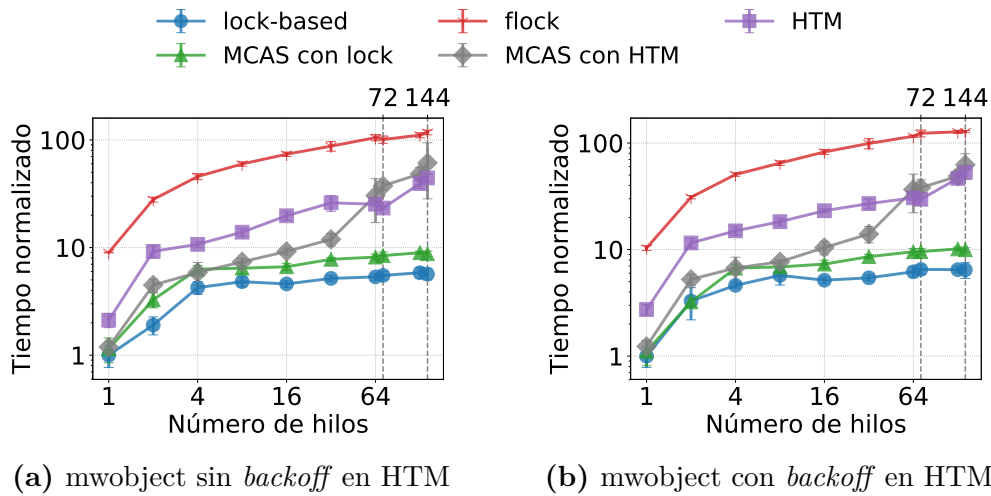 lock-based flock HTM
MCAS con lock MCAS con HTM
72 144
Tiempo normalizado
100
10
1
1 4 16 64
Número de hilos
(a) mwobject sin backoff en HTM
72 144
Tiempo normalizado
100
10
1
1 4 16 64
Número de hilos
(b) mwobject con backoff en HTM